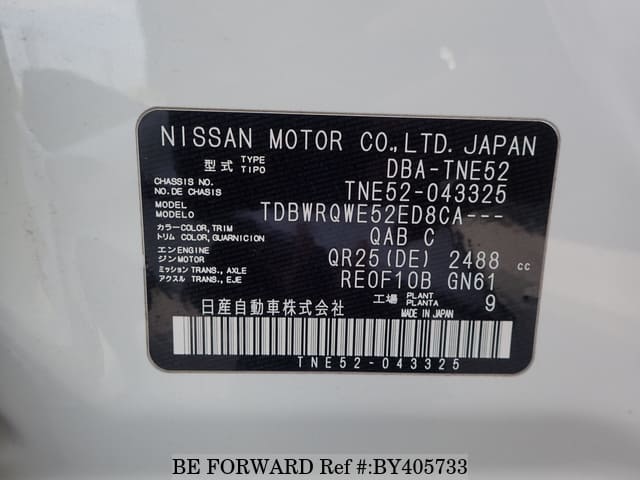 NISSAN MOTOR CO.,LTD. JAPAN
型式 TYPE TIPO DBA-TNE52
CHASSIS NO. NO DE CHASIS TNE52-043325
MODEL MODELO TDBWRQWE52ED8CA---
カラー COLOR, TRIM トリム COLOR, GUARNICION QAB C
エンジン ENGINE MOTOR QR25(DE) 2488 cc
ミッション TRANS., AXLE アクスル TRANS., EJE RE0F10B GN61
工場 PLANT PLANTA 9
日産自動車株式会社 MADE IN JAPAN
TNE52-043325
BE FORWARD Ref #:BY405733